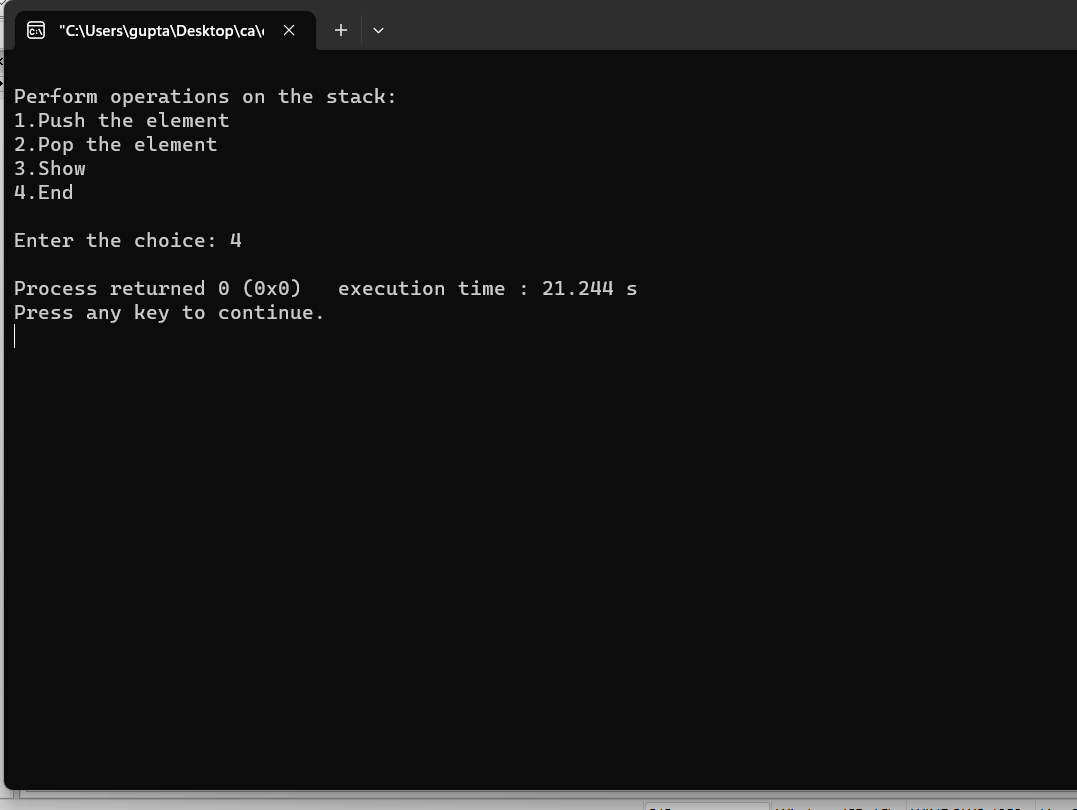 "C:\Users\gupta\Desktop\ca\
Perform operations on the stack:
1.Push the element
2.Pop the element
3.Show
4.End
Enter the choice: 4
Process returned 0 (0x0)   execution time : 21.244 s
Press any key to continue.